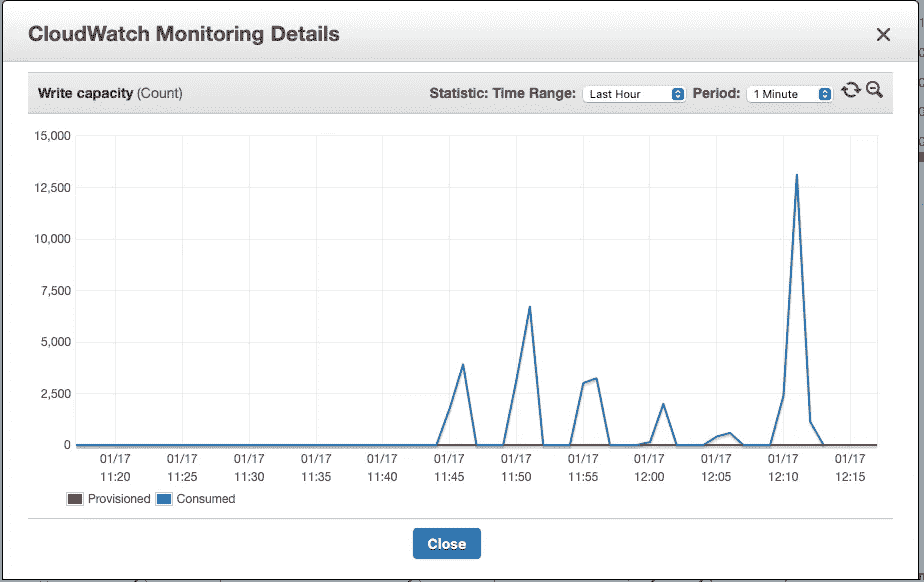 CloudWatch Monitoring Details
Write capacity (Count) Statistic: Time Range: Last Hour Period: 1 Minute
15,000
12,500
10,000
7,500
5,000
2,500
0
01/17 01/17 01/17 01/17 01/17 01/17 01/17 01/17 01/17 01/17 01/17 01/17
11:20 11:25 11:30 11:35 11:40 11:45 11:50 11:55 12:00 12:05 12:10 12:15
Provisioned Consumed
Close